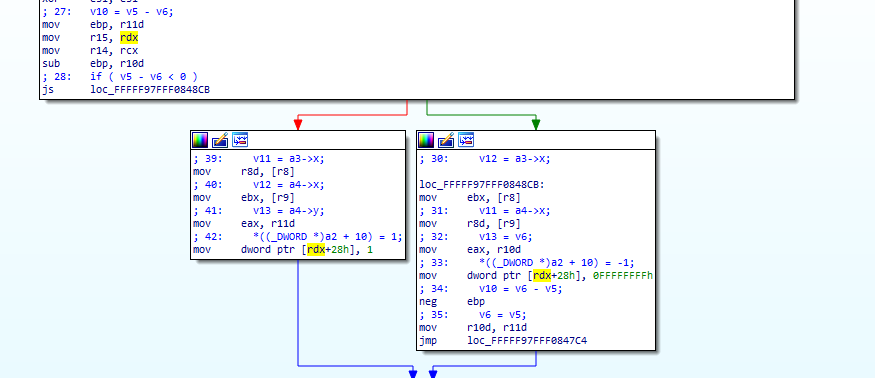 ; 27:   v10 = v5 - v6;
mov     ebp, r11d
mov     r15, rdx
mov     r14, rcx
sub     ebp, r10d
; 28:   if ( v5 - v6 < 0 )
js      loc_FFFFF97FFF0848CB
; 39:     v11 = a3->x;
mov     r8d, [r8]
; 40:     v12 = a4->x;
mov     ebx, [r9]
; 41:     v13 = a4->y;
mov     eax, r11d
; 42:     *((_DWORD *)a2 + 10) = 1;
mov     dword ptr [rdx+28h], 1
; 30:     v12 = a3->x;
loc_FFFFF97FFF0848CB:
mov     ebx, [r8]
; 31:     v11 = a4->x;
mov     r8d, [r9]
; 32:     v13 = v6;
mov     eax, r10d
; 33:     *((_DWORD *)a2 + 10) = -1;
mov     dword ptr [rdx+28h], 0FFFFFFFFh
; 34:     v10 = v6 - v5;
neg     ebp
; 35:     v6 = v5;
mov     r10d, r11d
jmp     loc_FFFFF97FFF0847C4